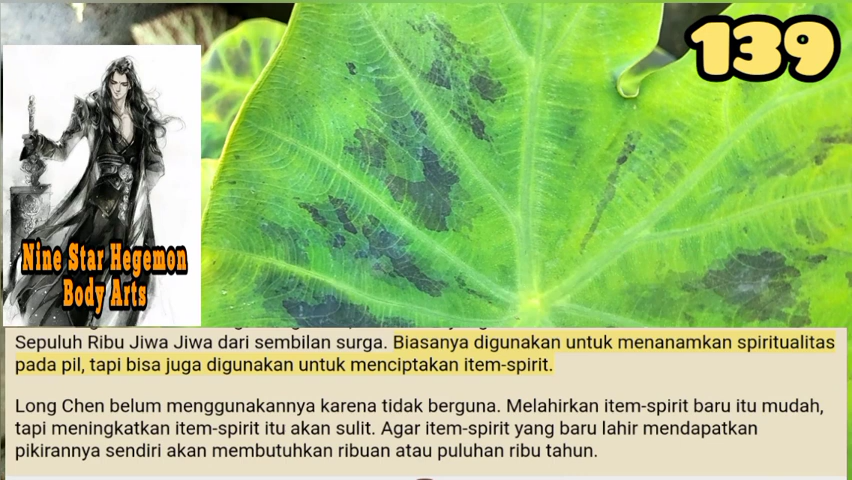 139
Nine Star Hegemon
Body Arts
Sepuluh Ribu Jiwa Jiwa dari sembilan surga. Biasanya digunakan untuk menanamkan spiritualitas
pada pil, tapi bisa juga digunakan untuk menciptakan item-spirit.
Long Chen belum menggunakannya karena tidak berguna. Melahirkan item-spirit baru itu mudah,
tapi meningkatkan item-spirit itu akan sulit. Agar item-spirit yang baru lahir mendapatkan
pikirannya sendiri akan membutuhkan ribuan atau puluhan ribu tahun.